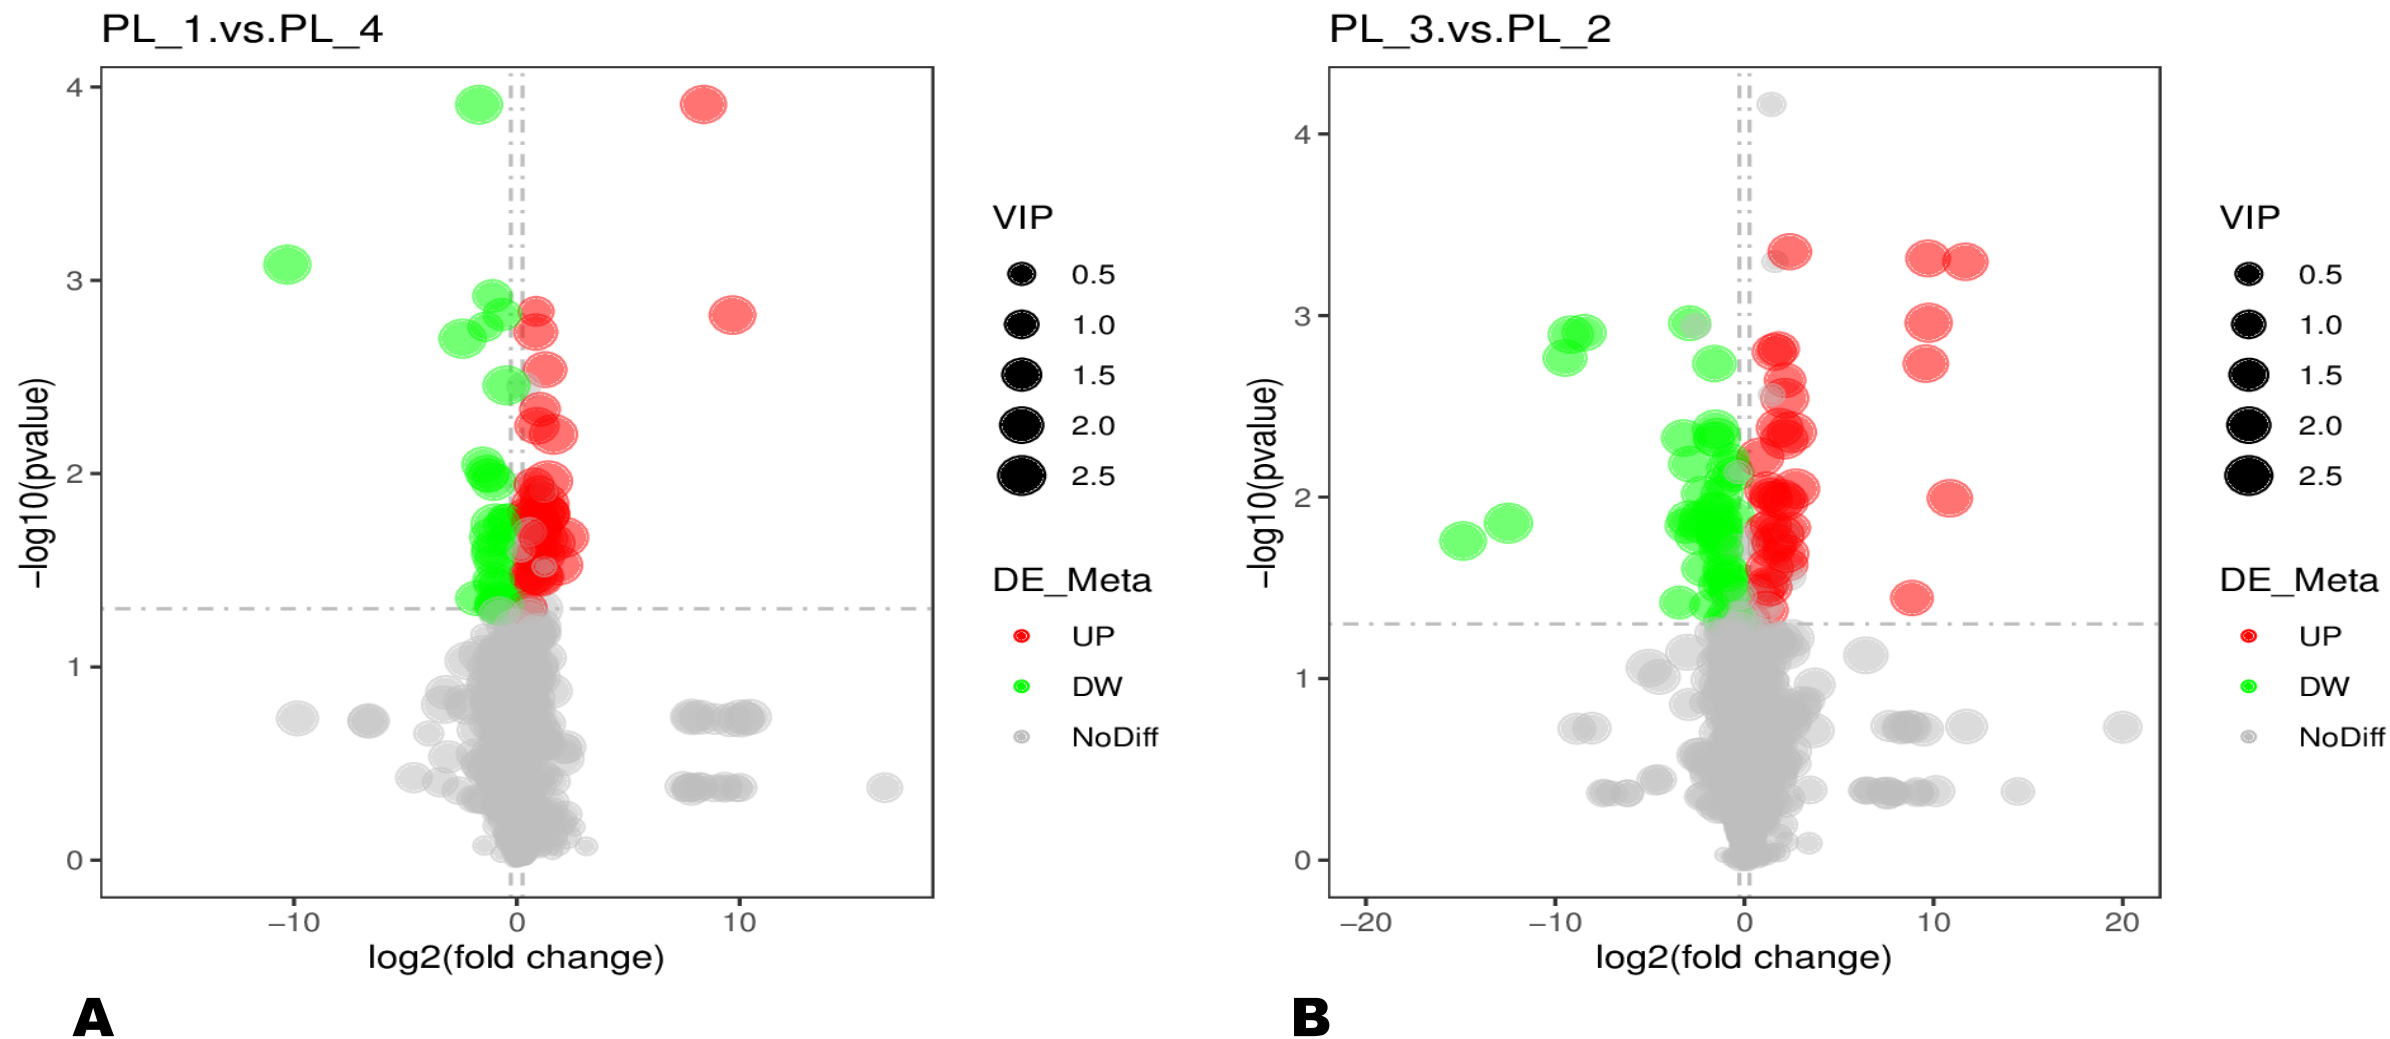 PL_1.vs.PL_4
4
3
2
1
0
−log10(pvalue)
−10 0 10
log2(fold change)
VIP
0.5
1.0
1.5
2.0
2.5
DE_Meta
UP
DW
NoDiff
A
PL_3.vs.PL_2
4
3
2
1
0
−log10(pvalue)
−20 −10 0 10 20
log2(fold change)
VIP
0.5
1.0
1.5
2.0
2.5
DE_Meta
UP
DW
NoDiff
B